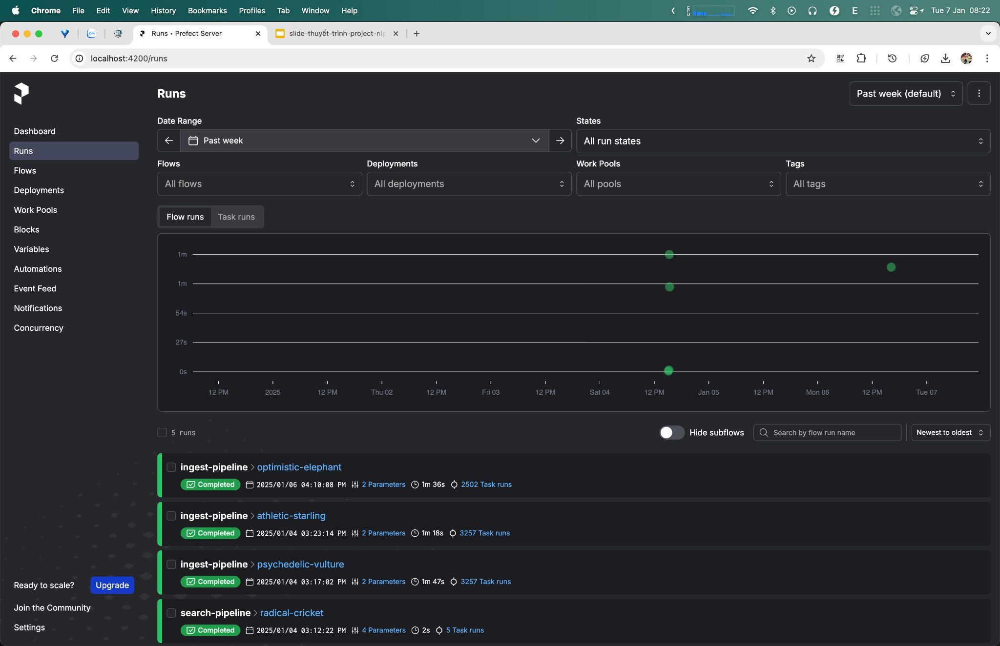 Chrome File Edit View History Bookmarks Profiles Tab Window Help E Tue 7 Jan 08:22
Zalo Runs • Prefect Server slide-thuyết-trình-project-nlp
localhost:4200/runs
Runs
Past week (default)
Dashboard
Runs
Flows
Deployments
Work Pools
Blocks
Variables
Automations
Event Feed
Notifications
Concurrency
Ready to scale? Upgrade
Join the Community
Settings
Date Range
Past week
States
All run states
Flows
All flows
Deployments
All deployments
Work Pools
All pools
Tags
All tags
Flow runs Task runs
1m
1m
54s
27s
0s
12 PM 2025 12 PM Thu 02 12 PM Fri 03 12 PM Sat 04 12 PM Jan 05 12 PM Mon 06 12 PM Tue 07
5 runs
Hide subflows Search by flow run name Newest to oldest
ingest-pipeline > optimistic-elephant
Completed 2025/01/06 04:10:08 PM 2 Parameters 1m 36s 2502 Task runs
ingest-pipeline > athletic-starling
Completed 2025/01/04 03:23:14 PM 2 Parameters 1m 18s 3257 Task runs
ingest-pipeline > psychedelic-vulture
Completed 2025/01/04 03:17:02 PM 2 Parameters 1m 47s 3257 Task runs
search-pipeline > radical-cricket
Completed 2025/01/04 03:12:22 PM 4 Parameters 2s 5 Task runs